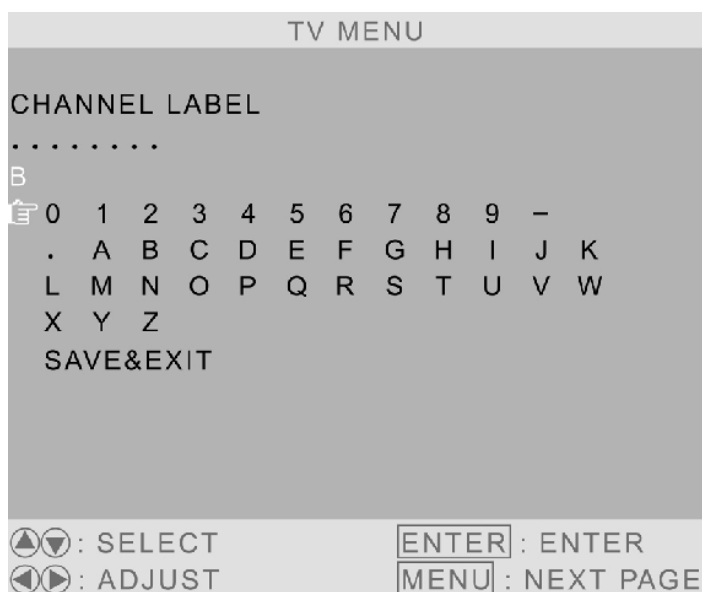 TV MENU
CHANNEL LABEL
. . . . . . . .
B
0 1 2 3 4 5 6 7 8 9 –
. A B C D E F G H I J K
L M N O P Q R S T U V W
X Y Z
SAVE&EXIT
: SELECT ENTER : ENTER
: ADJUST MENU : NEXT PAGE